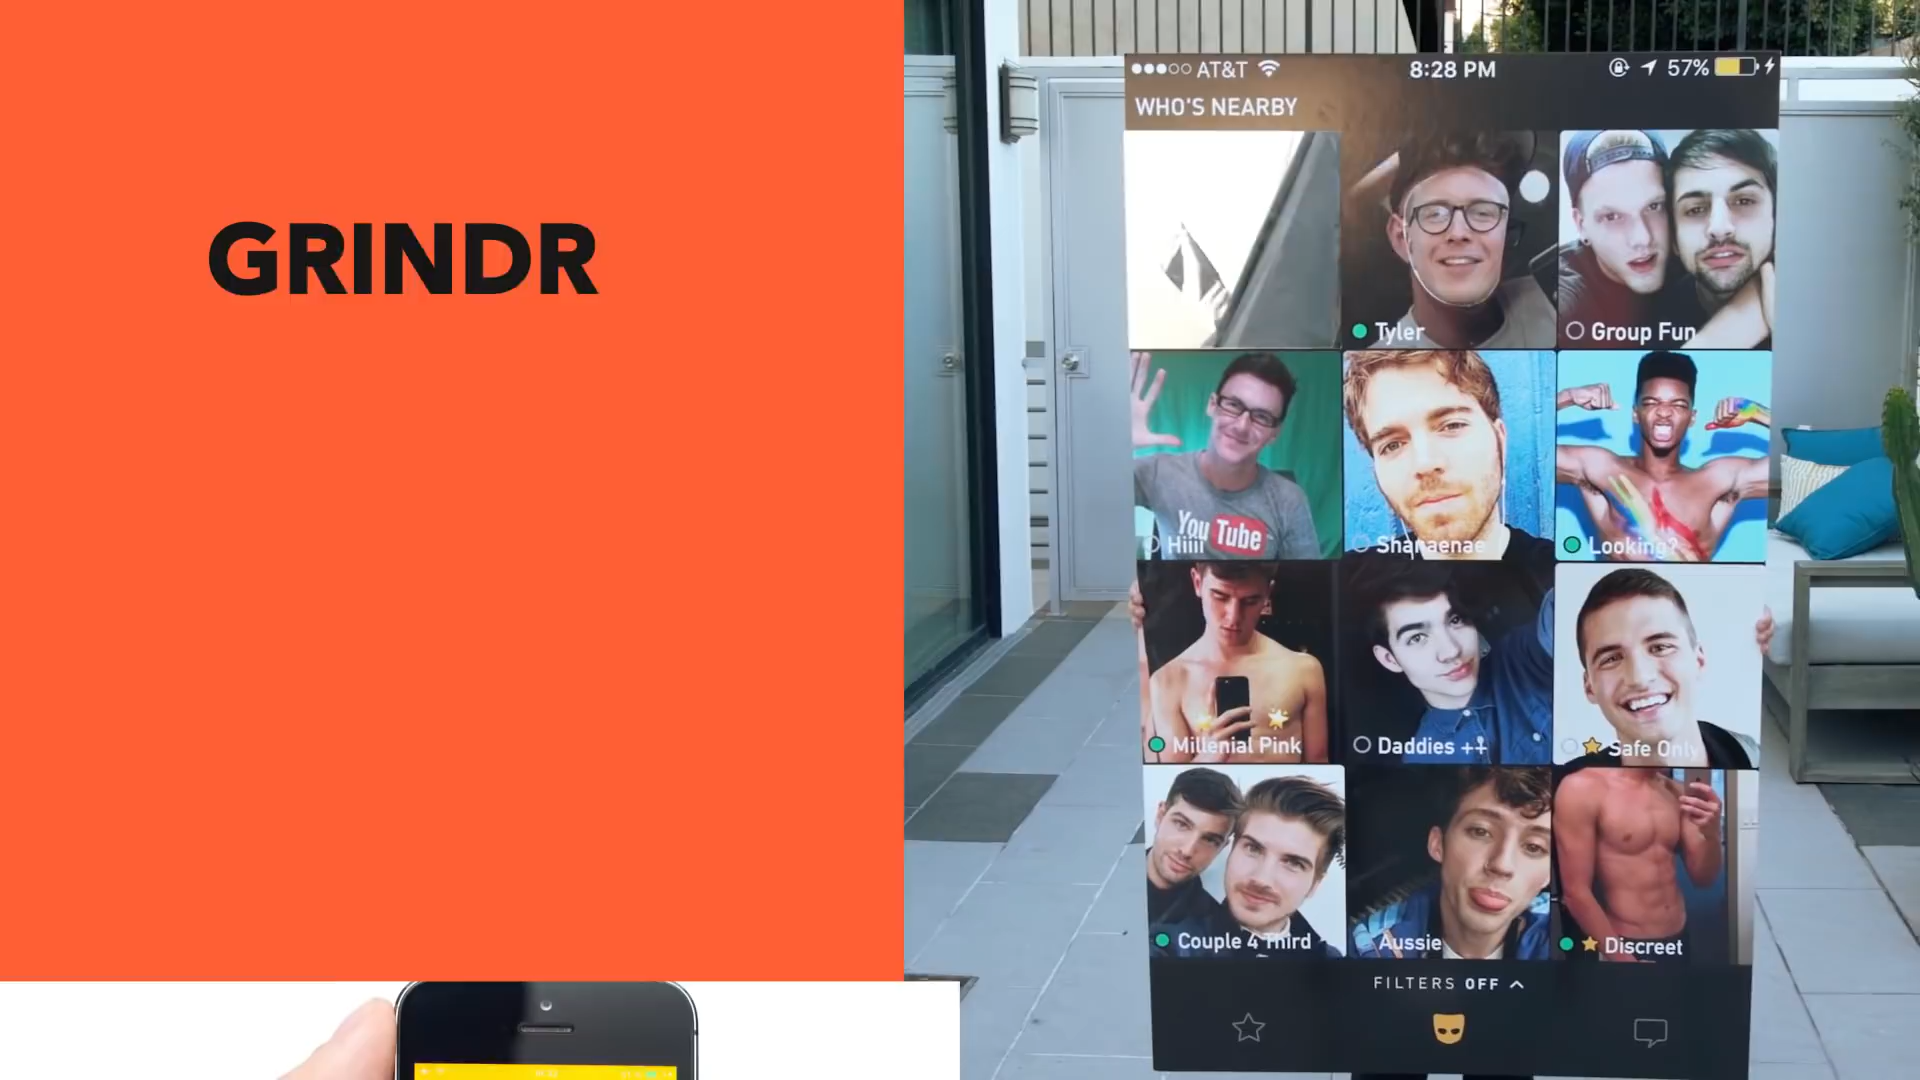 GRINDR
AT&T 8:28 PM 57%
WHO'S NEARBY
Tyler
Group Fun
You Tube
Hiiii
Shanaenae
Looking?
Millenial Pink
Daddies ++
Safe Only
Couple 4 Third
Aussie
Discreet
FILTERS OFF